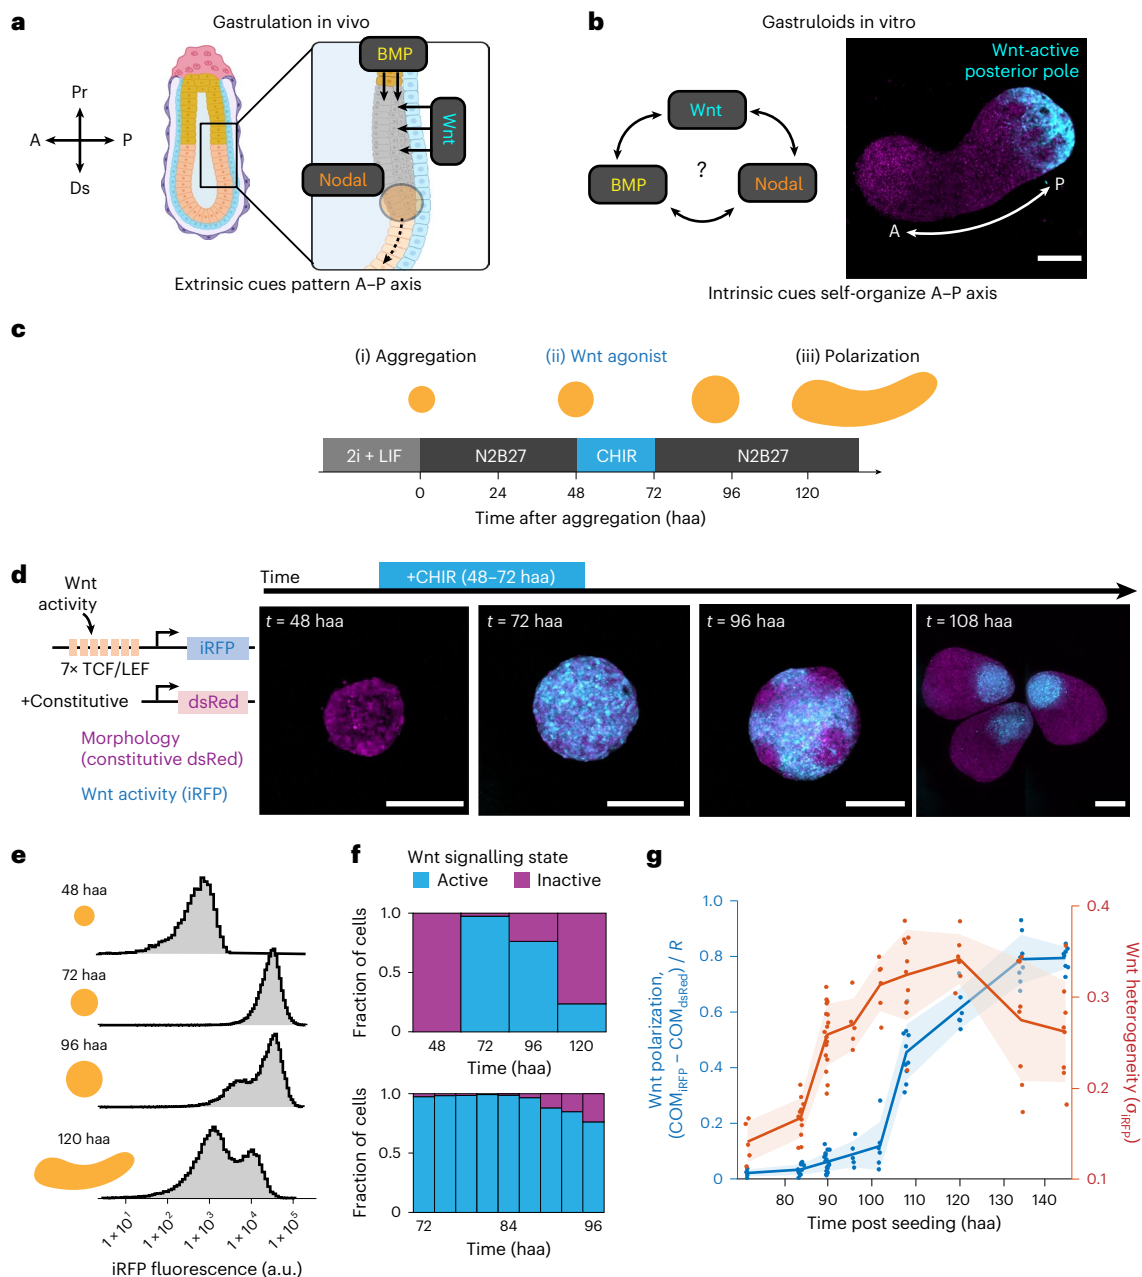 a
Gastrulation in vivo
Pr
A
P
Ds
BMP
Wnt
Nodal
Extrinsic cues pattern A–P axis
b
Gastruloids in vitro
Wnt-active
posterior pole
Wnt
BMP
?
Nodal
P
A
Intrinsic cues self-organize A–P axis
c
(i) Aggregation
(ii) Wnt agonist
(iii) Polarization
2i + LIF
N2B27
CHIR
N2B27
0
24
48
72
96
120
Time after aggregation (haa)
d
Time
+CHIR (48–72 haa)
Wnt
activity
iRFP
7× TCF/LEF
+Constitutive
dsRed
Morphology
(constitutive dsRed)
Wnt activity (iRFP)
t = 48 haa
t = 72 haa
t = 96 haa
t = 108 haa
e
48 haa
72 haa
96 haa
120 haa
1 × 10¹
1 × 10²
1 × 10³
1 × 10⁴
1 × 10⁵
iRFP fluorescence (a.u.)
f
Wnt signalling state
Active
Inactive
Fraction of cells
1.0
0.5
0
48
72
96
120
Time (haa)
Fraction of cells
1.0
0.5
0
72
84
96
Time (haa)
g
Wnt polarization,
(COM_iRFP − COM_dsRed) / R
1.0
0.8
0.6
0.4
0.2
0
80
90
100
110
120
130
140
Time post seeding (haa)
0.4
0.3
0.2
0.1
Wnt heterogeneity (σ_iRFP)